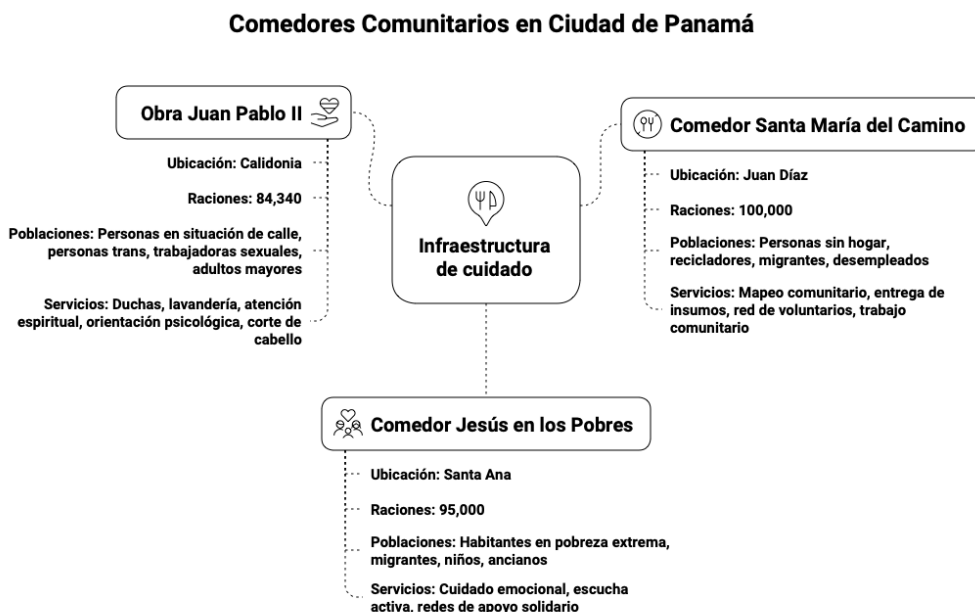 Comedores Comunitarios en Ciudad de Panamá
Obra Juan Pablo II
Ubicación: Calidonia
Raciones: 84,340
Poblaciones: Personas en situación de calle,
personas trans, trabajadoras sexuales,
adultos mayores
Servicios: Duchas, lavandería, atención
espiritual, orientación psicológica, corte de
cabello
Infraestructura
de cuidado
Comedor Santa María del Camino
Ubicación: Juan Díaz
Raciones: 100,000
Poblaciones: Personas sin hogar,
recicladores, migrantes, desempleados
Servicios: Mapeo comunitario, entrega de
insumos, red de voluntarios, trabajo
comunitario
Comedor Jesús en los Pobres
Ubicación: Santa Ana
Raciones: 95,000
Poblaciones: Habitantes en pobreza extrema,
migrantes, niños, ancianos
Servicios: Cuidado emocional, escucha
activa, redes de apoyo solidario